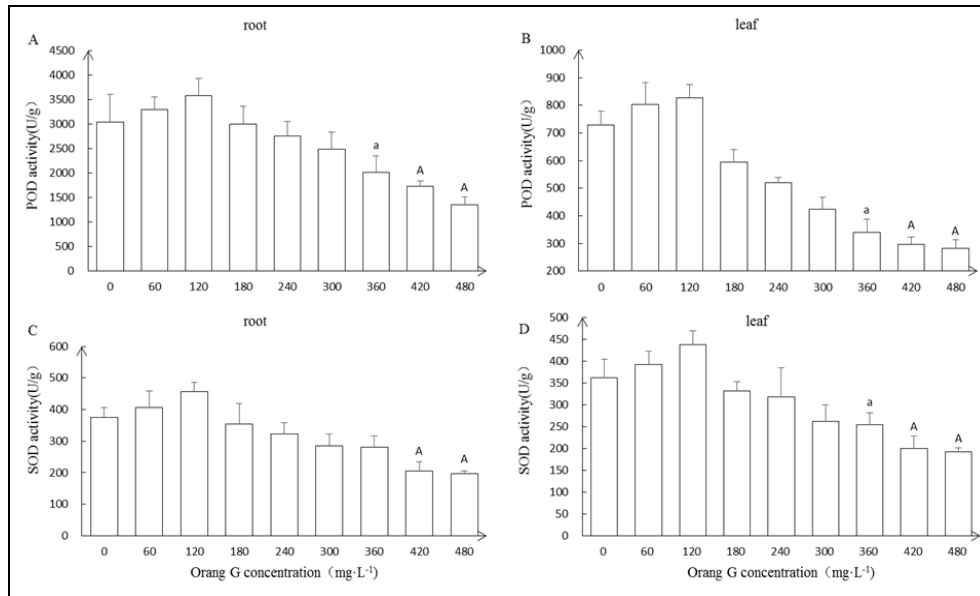 root
A
POD activity(U/g)
4500
4000
3500
3000
2500
2000
1500
1000
500
0
a
A
A
0 60 120 180 240 300 360 420 480
leaf
B
POD activity(U/g)
1000
900
800
700
600
500
400
300
200
a
A
A
0 60 120 180 240 300 360 420 480
root
C
SOD activity(U/g)
600
500
400
300
200
100
0
A
A
0 60 120 180 240 300 360 420 480
Orang G concentration（mg·L⁻¹)
leaf
D
SOD activity(U/g)
500
450
400
350
300
250
200
150
100
50
0
a
A
A
0 60 120 180 240 300 360 420 480
Orang G concentration（mg·L⁻¹)